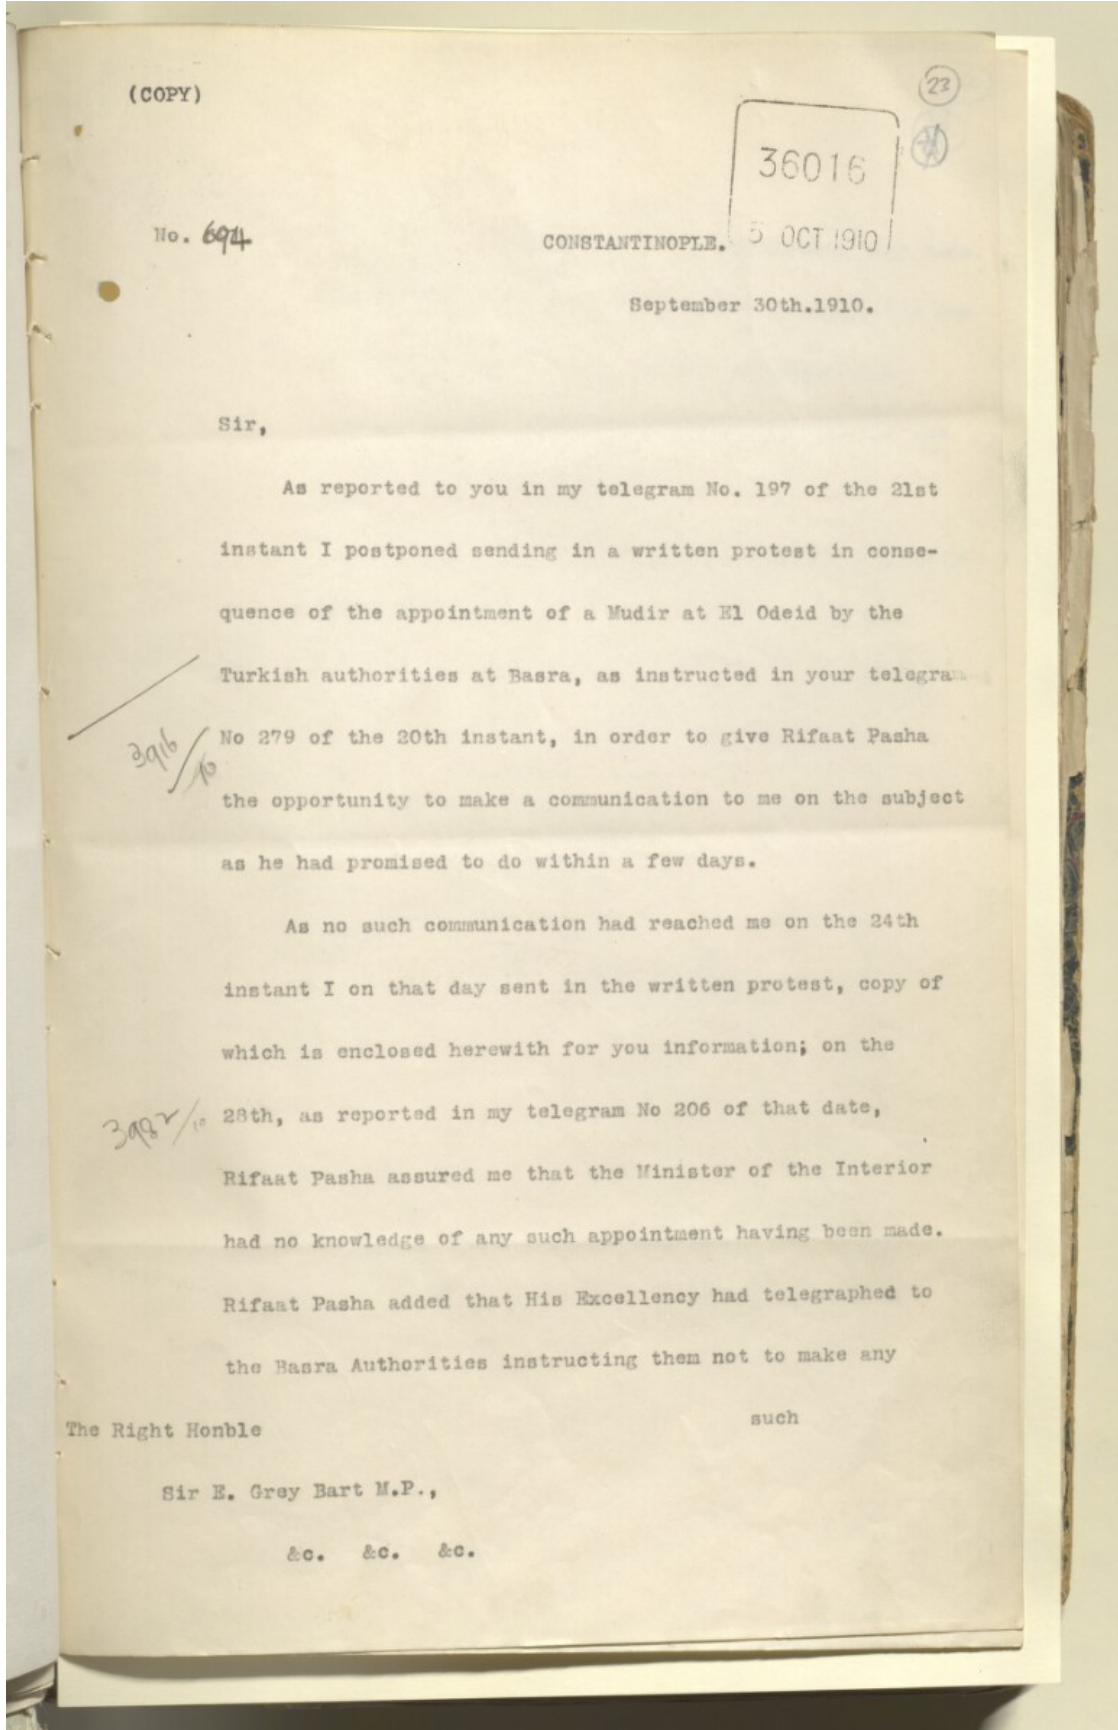 (COPY)
23
36016
No. 694
CONSTANTINOPLE.
5 OCT 1910
September 30th.1910.
Sir,
As reported to you in my telegram No. 197 of the 21st
instant I postponed sending in a written protest in conse-
quence of the appointment of a Mudir at El Odeid by the
Turkish authorities at Basra, as instructed in your telegram
3916/10
No 279 of the 20th instant, in order to give Rifaat Pasha
the opportunity to make a communication to me on the subject
as he had promised to do within a few days.
As no such communication had reached me on the 24th
instant I on that day sent in the written protest, copy of
which is enclosed herewith for you information; on the
3982/10
28th, as reported in my telegram No 206 of that date,
Rifaat Pasha assured me that the Minister of the Interior
had no knowledge of any such appointment having been made.
Rifaat Pasha added that His Excellency had telegraphed to
the Basra Authorities instructing them not to make any
such
The Right Honble
Sir E. Grey Bart M.P.,
&c. &c. &c.